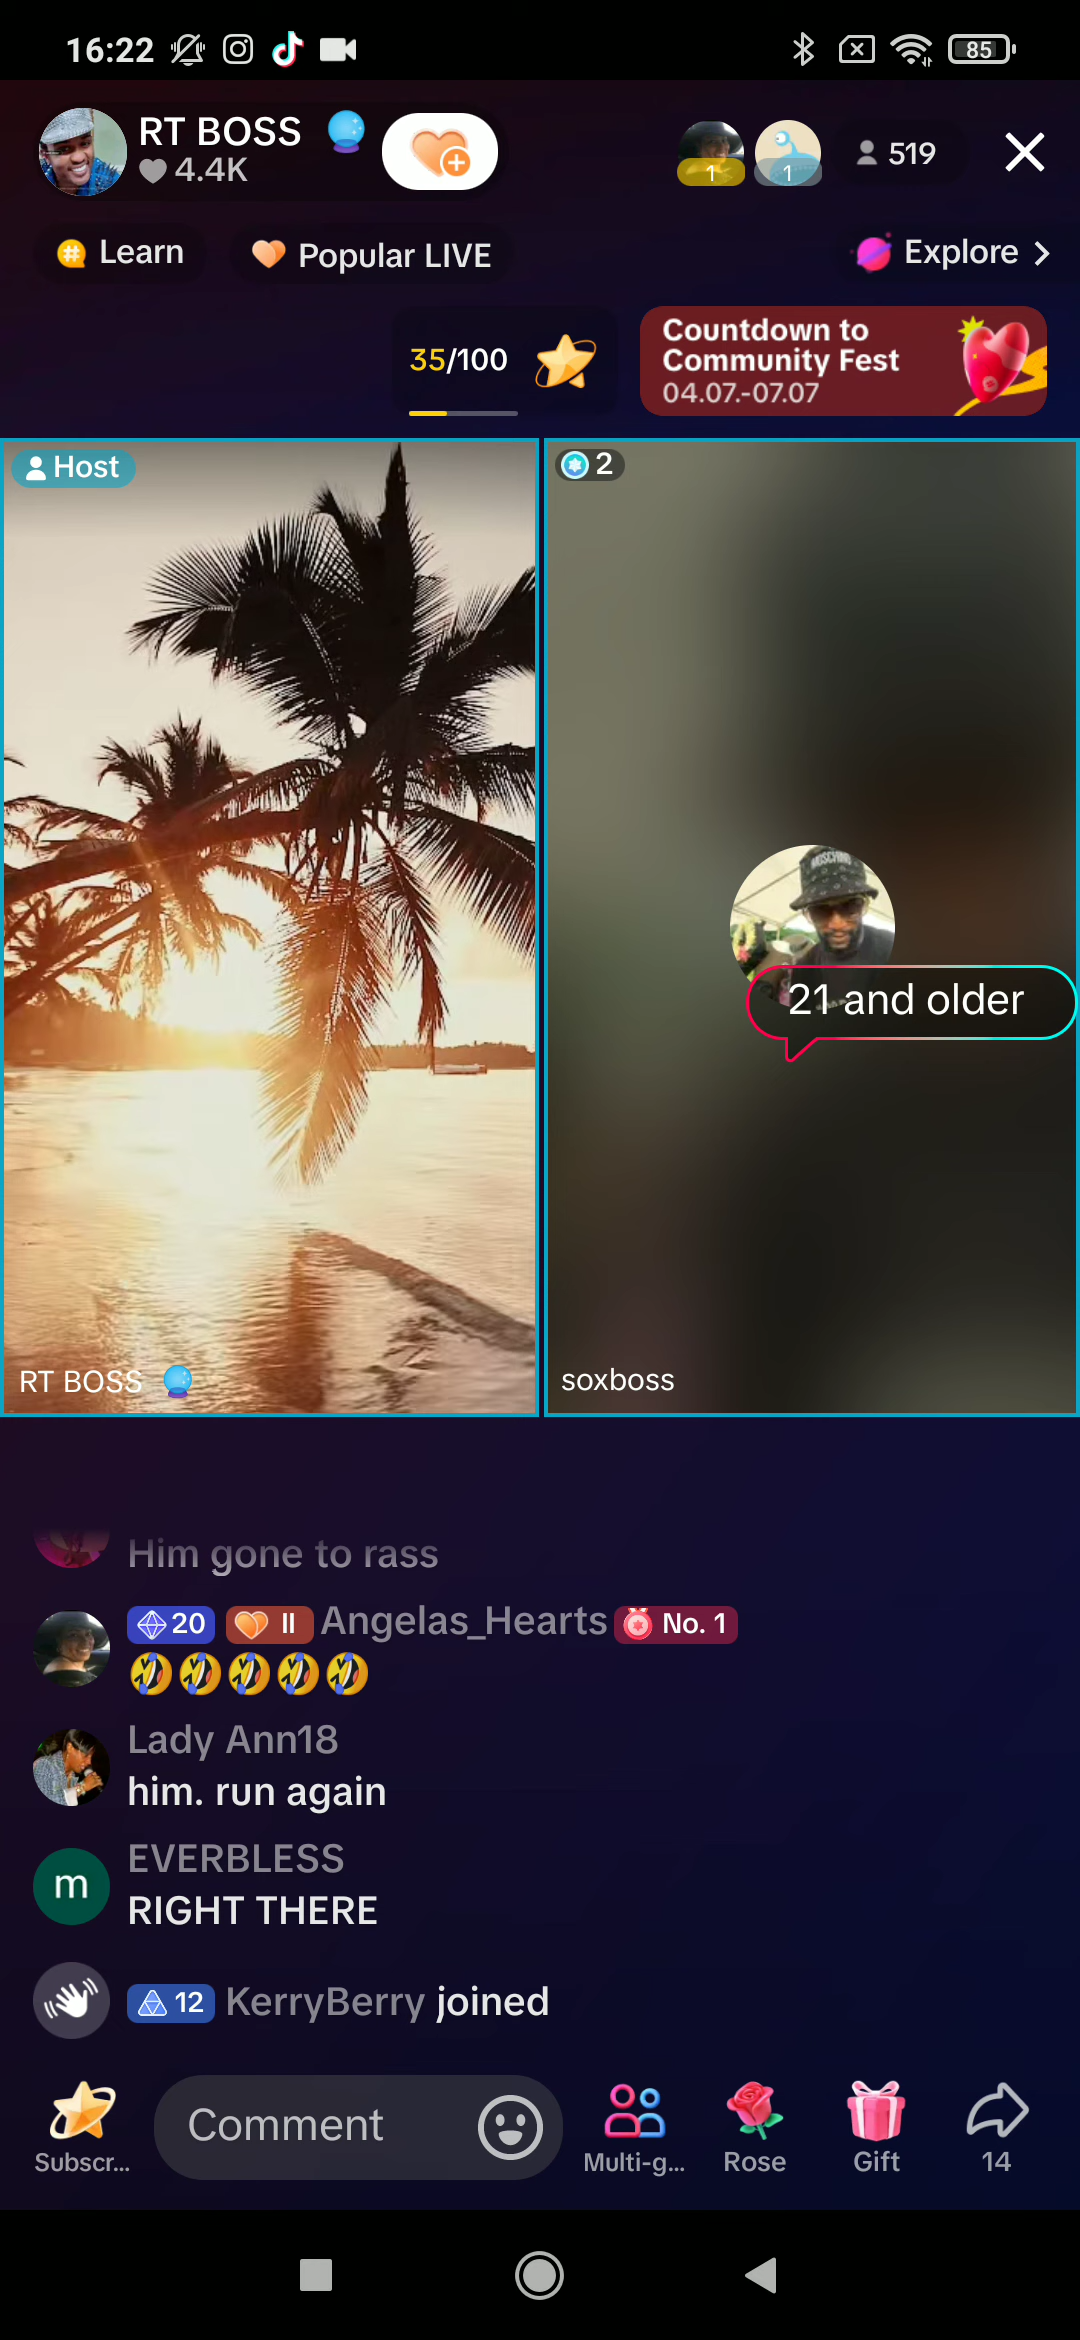 16:22
85
RT BOSS
4.4K
1
1
519
Learn
Popular LIVE
Explore
35/100
Countdown to
Community Fest
04.07.-07.07
Host
2
MOSCHINO
21 and older
RT BOSS
soxboss
Him gone to rass
20 II Angelas_Hearts No. 1
Lady Ann18
him. run again
m
EVERBLESS
RIGHT THERE
12 KerryBerry joined
Comment
Subscr...
Multi-g...
Rose
Gift
14